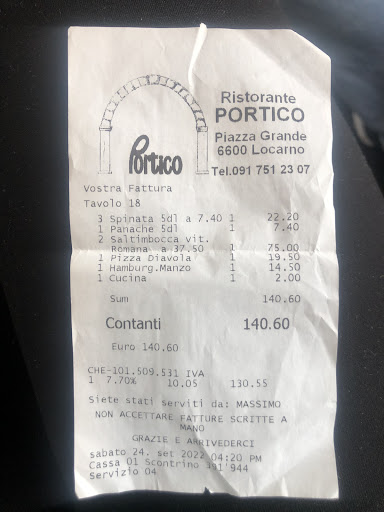 Portico
Ristorante
PORTICO
Piazza Grande
6600 Locarno
Tel.091 751 23 07
Vostra Fattura
Tavolo 18
3 Spinata 5dl a 7.40 1 22.20
1 Panache 5dl 1 7.40
2 Saltimbocca vit.
Romana a 37.50 1 75.00
1 Pizza Diavola 1 19.50
1 Hamburg.Manzo 1 14.50
1 Cucina 1 2.00
Sum 140.60
Contanti 140.60
Euro 140.60
CHE-101.509.531 IVA
1 7.70% 10.05 130.55
Siete stati serviti da: MASSIMO
NON ACCETTARE FATTURE SCRITTE A
MANO
GRAZIE E ARRIVEDERCI
sabato 24. set 2022 04:20 PM
Cassa 01 Scontrino 391'944
Servizio 04